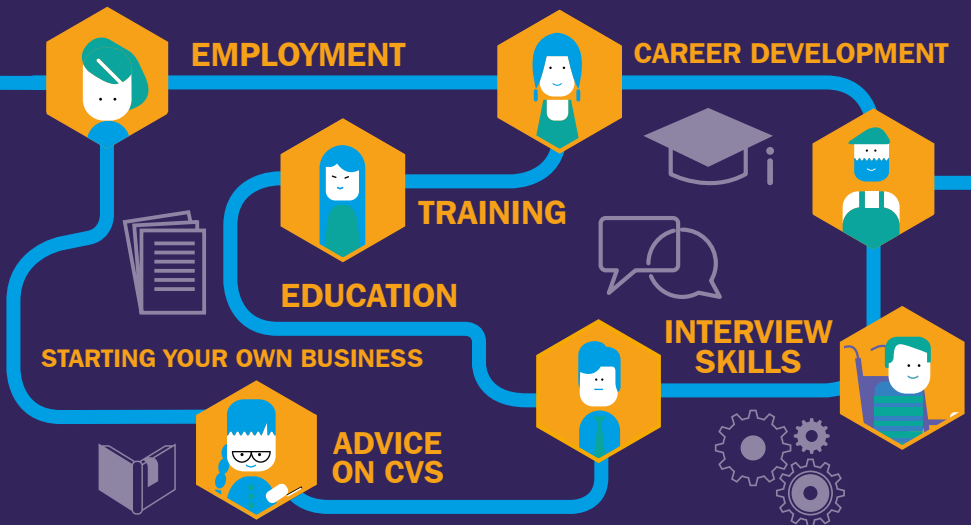 EMPLOYMENT
CAREER DEVELOPMENT
TRAINING
EDUCATION
INTERVIEW
SKILLS
STARTING YOUR OWN BUSINESS
ADVICE
ON CVS